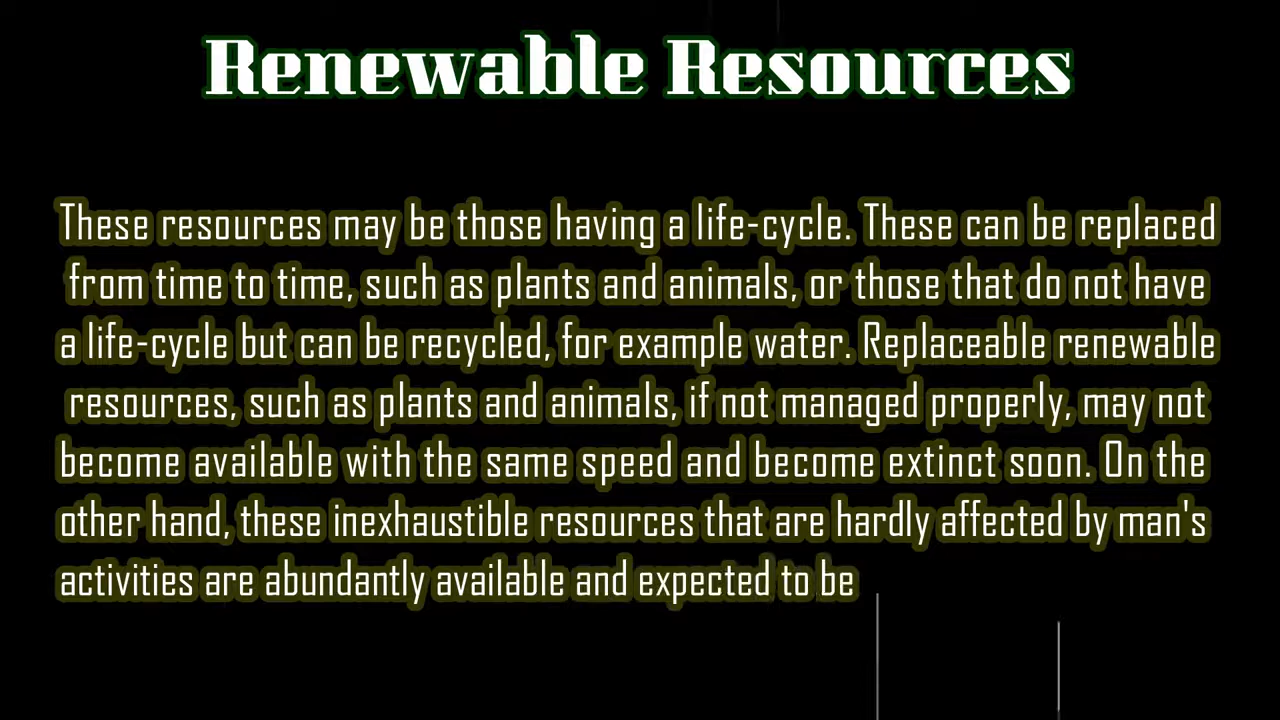 Renewable Resources
These resources may be those having a life-cycle. These can be replaced
from time to time, such as plants and animals, or those that do not have
a life-cycle but can be recycled, for example water. Replaceable renewable
resources, such as plants and animals, if not managed properly, may not
become available with the same speed and become extinct soon. On the
other hand, these inexhaustible resources that are hardly affected by man's
activities are abundantly available and expected to be